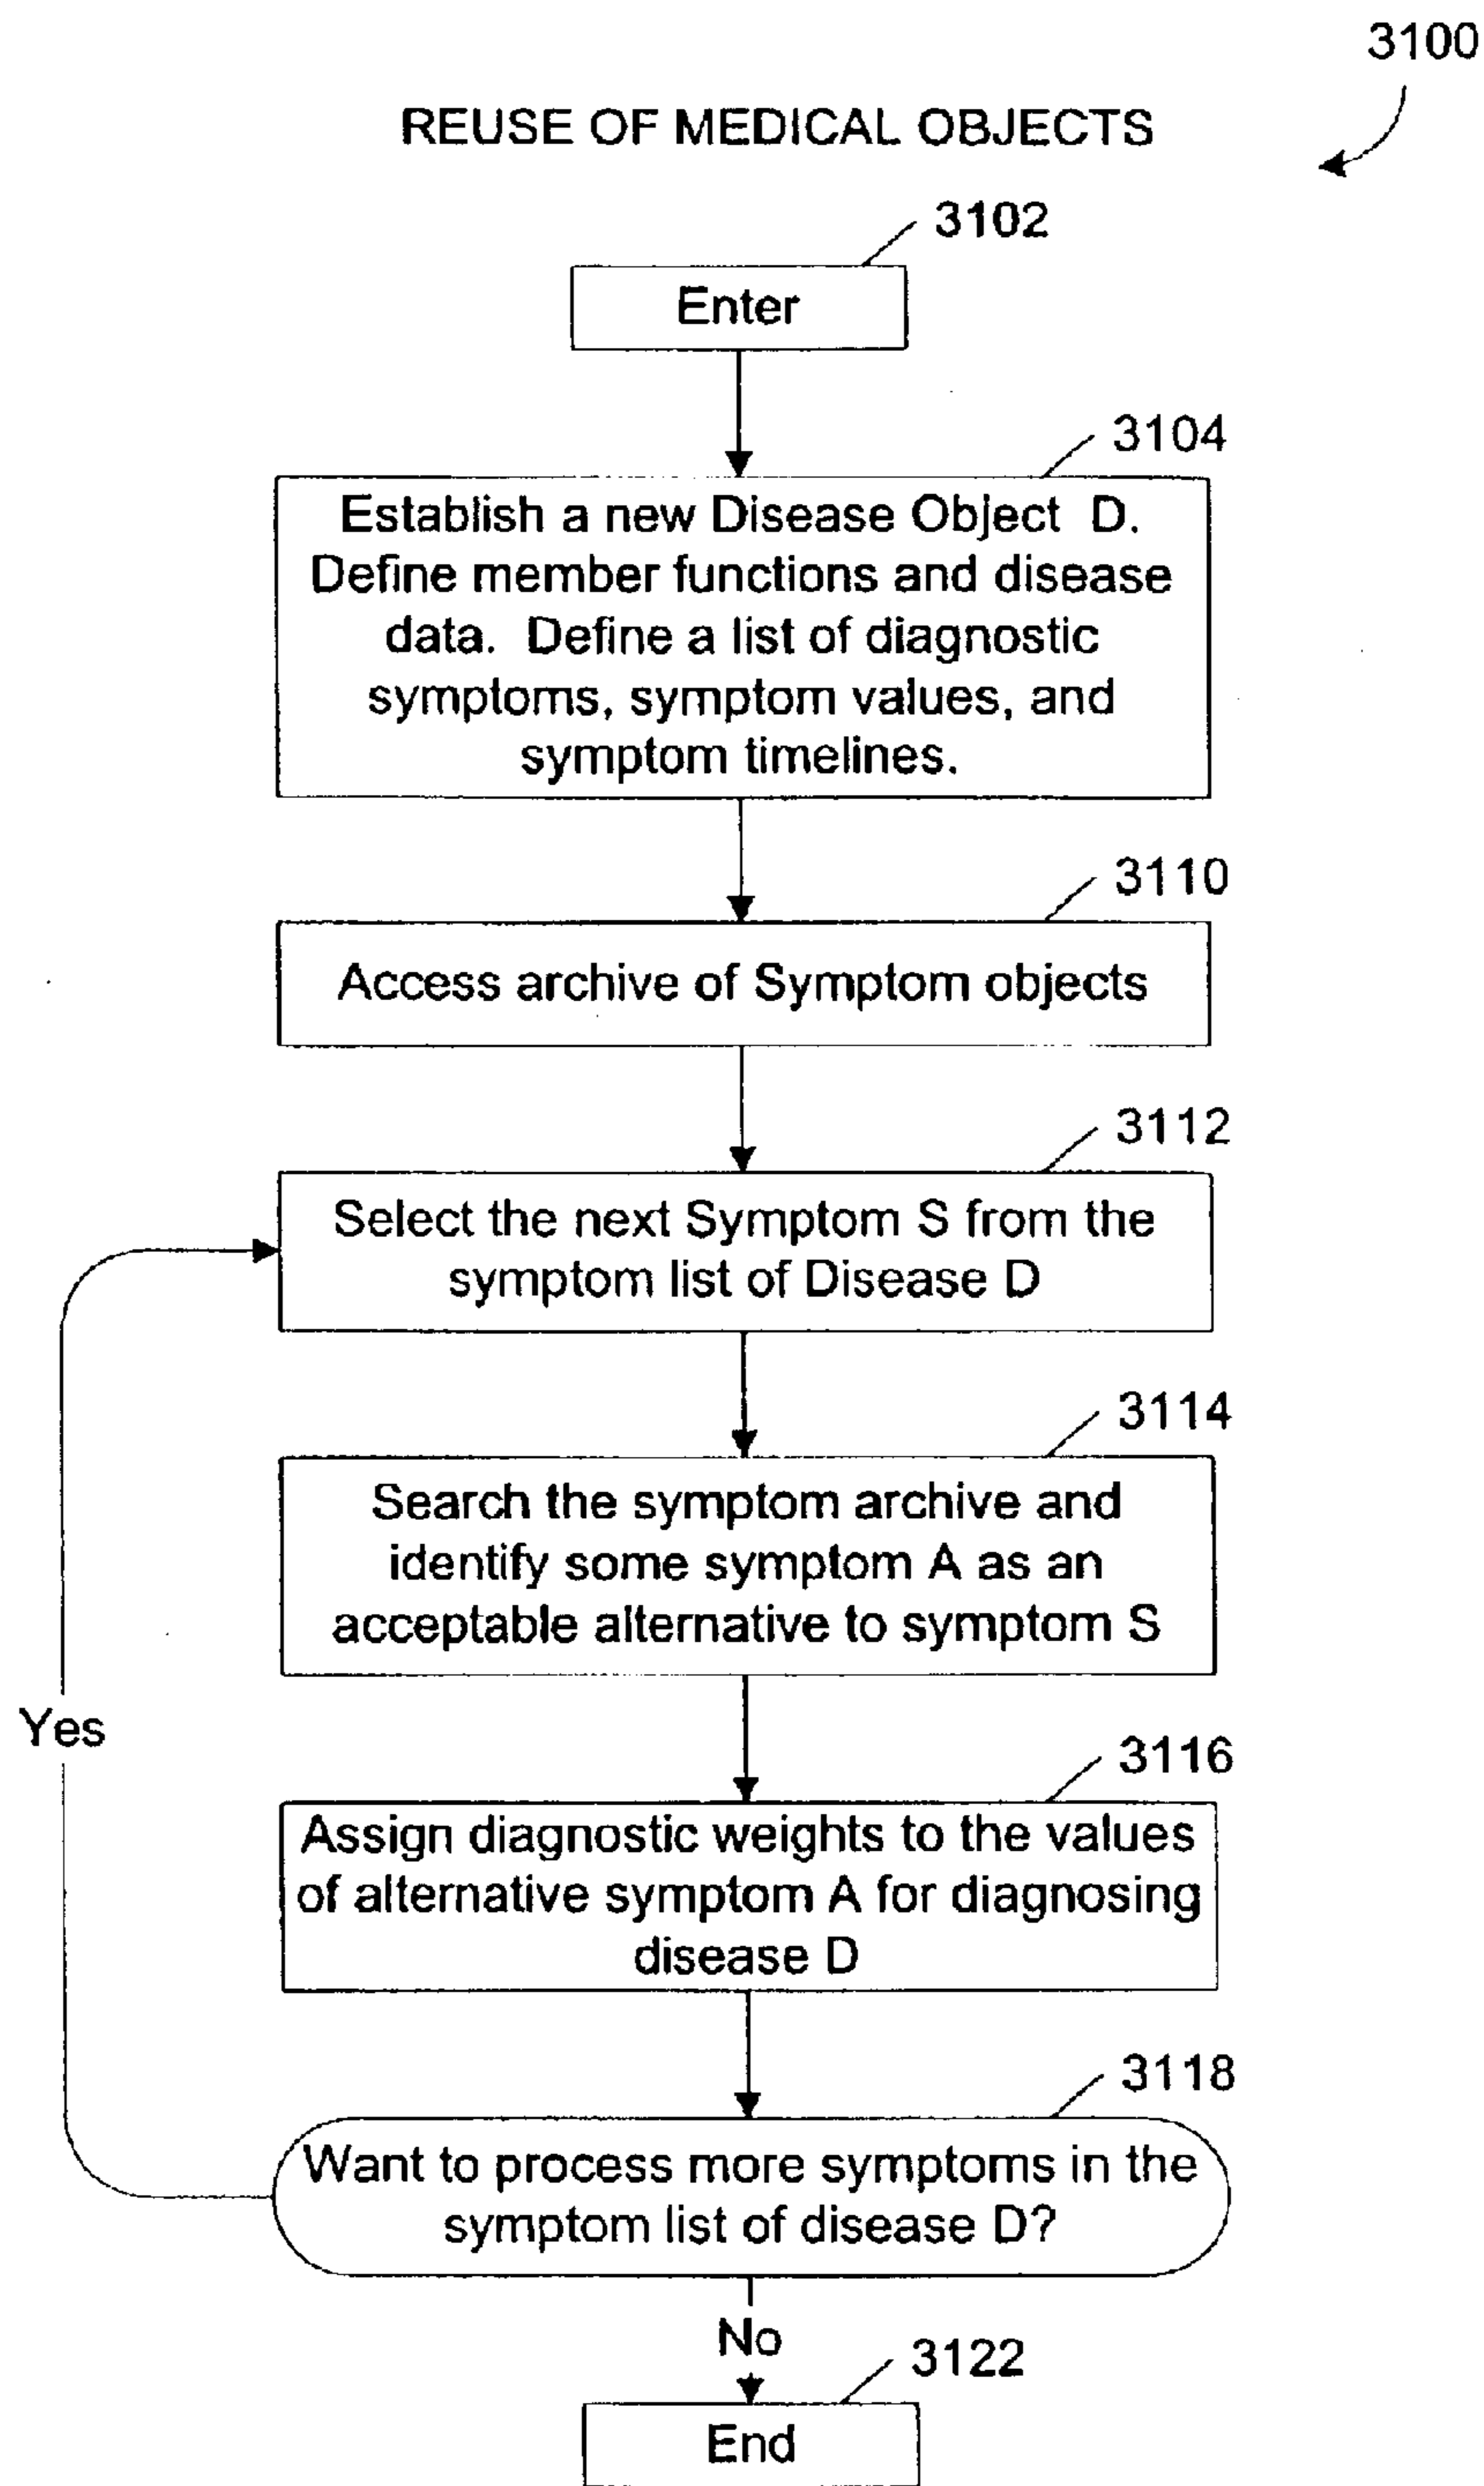 3100
REUSE OF MEDICAL OBJECTS
3102
Enter
3104
Establish a new Disease Object D.
Define member functions and disease
data. Define a list of diagnostic
symptoms, symptom values, and
symptom timelines.
3110
Access archive of Symptom objects
3112
Select the next Symptom S from the
symptom list of Disease D
3114
Search the symptom archive and
identify some symptom A as an
acceptable alternative to symptom S
Yes
3116
Assign diagnostic weights to the values
of alternative symptom A for diagnosing
disease D
3118
Want to process more symptoms in the
symptom list of disease D?
No
3122
End